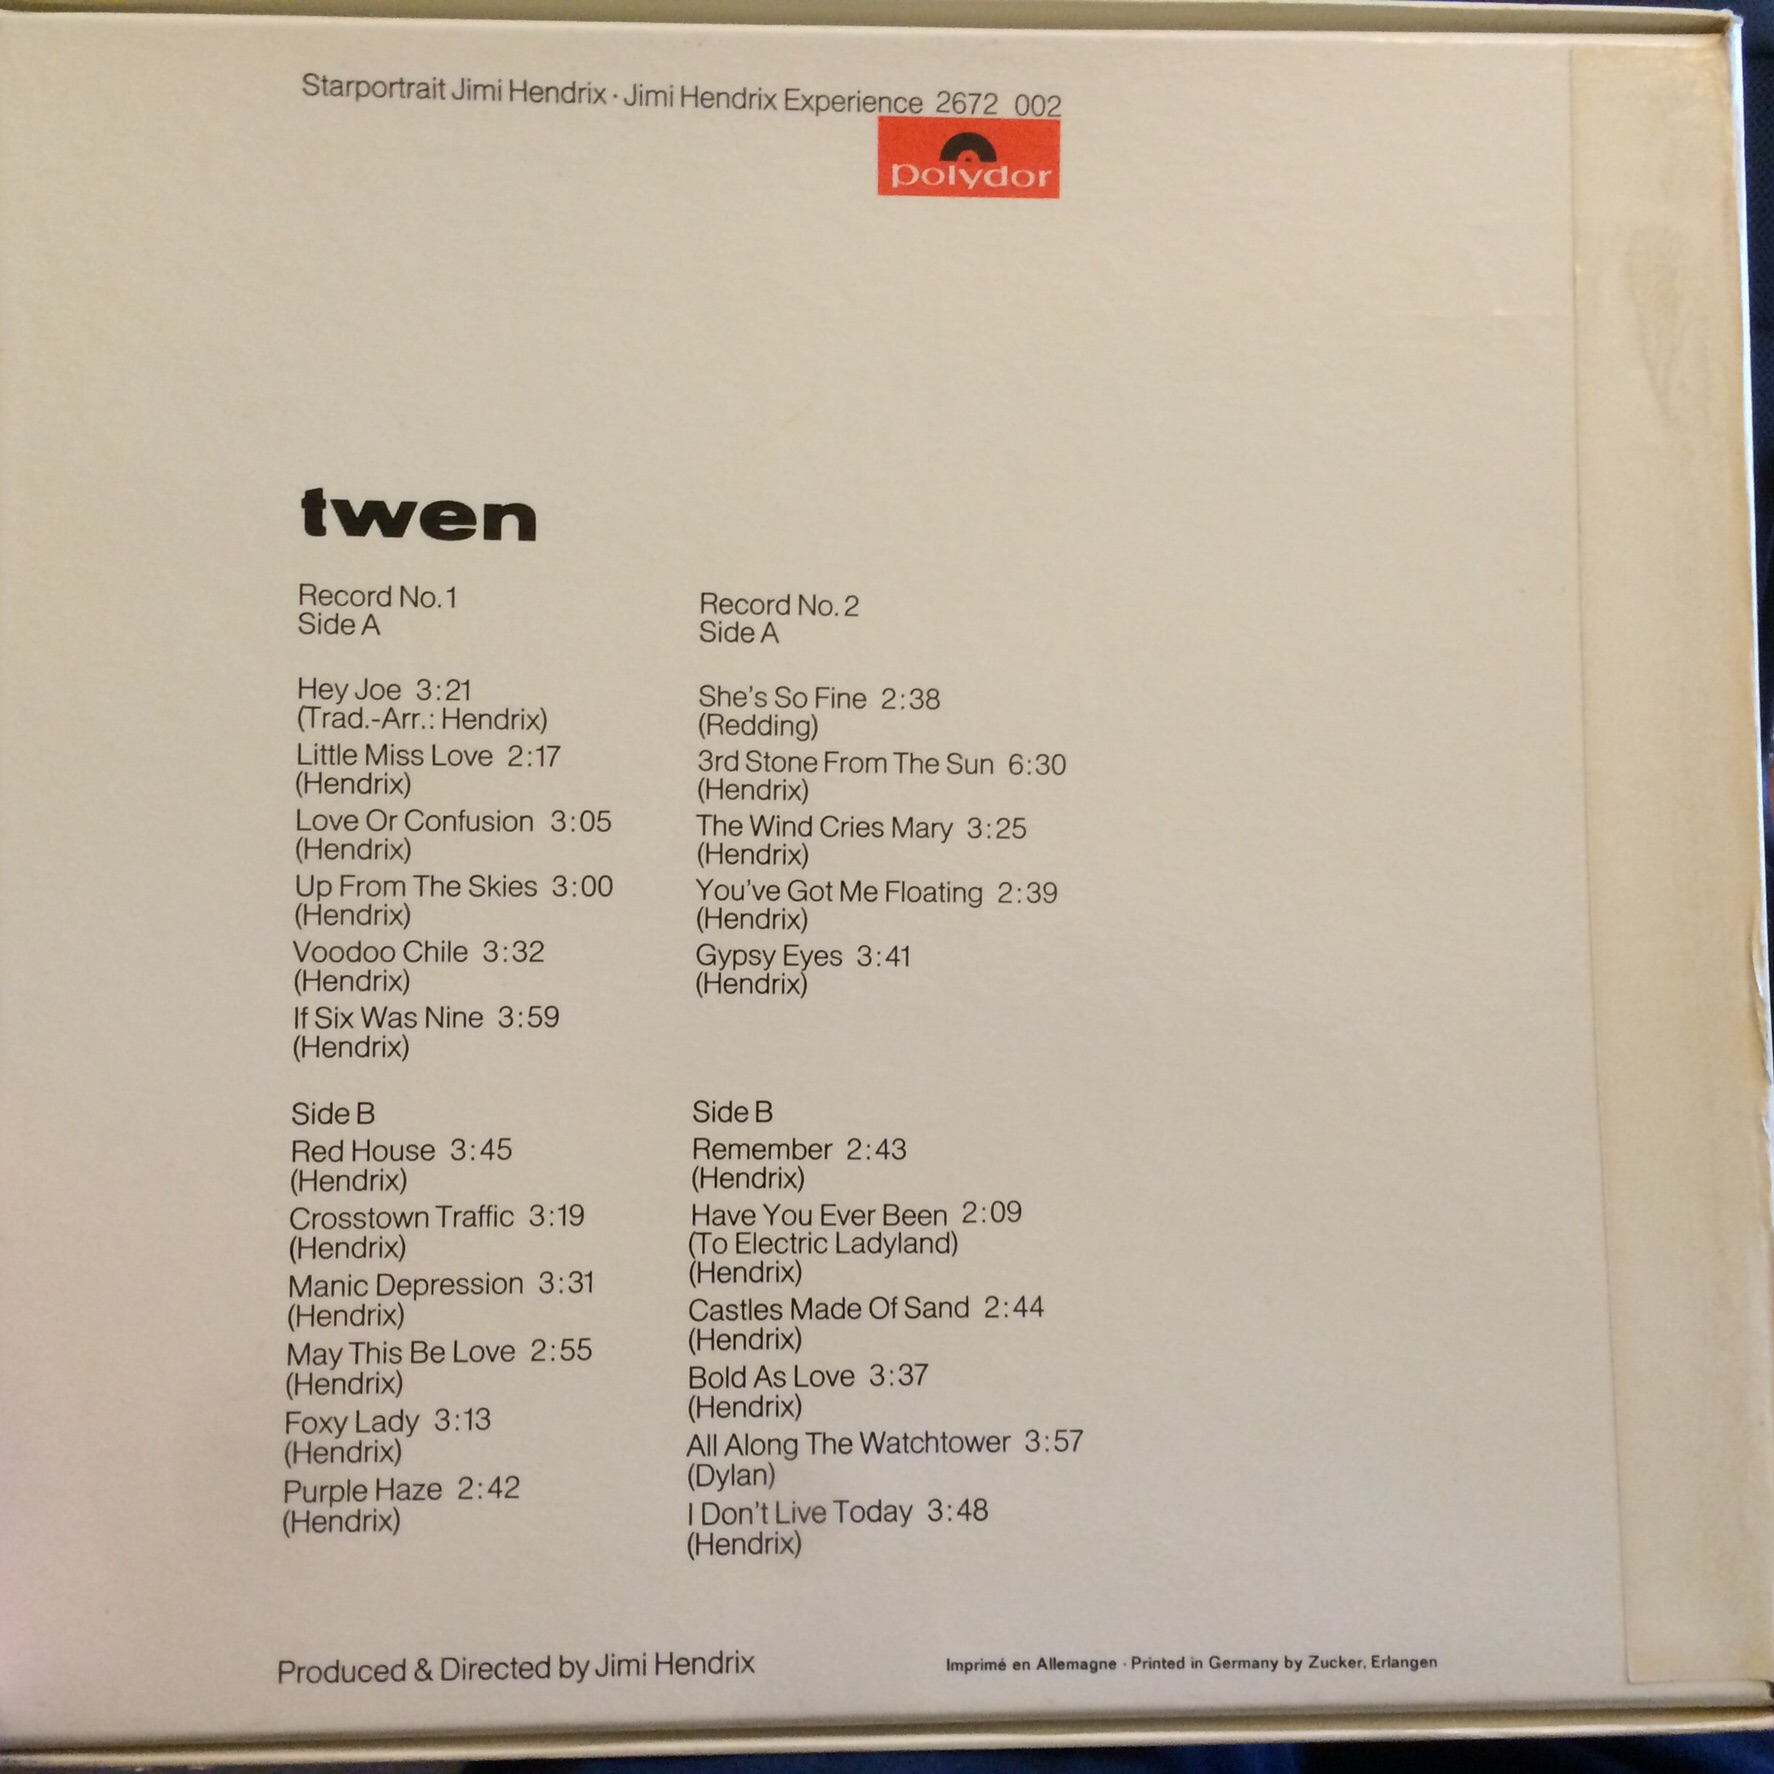 Starportrait Jimi Hendrix · Jimi Hendrix Experience 2672 002
polydor
twen
Record No. 1
Side A
Hey Joe 3:21
(Trad.-Arr.: Hendrix)
Little Miss Love 2:17
(Hendrix)
Love Or Confusion 3:05
(Hendrix)
Up From The Skies 3:00
(Hendrix)
Voodoo Chile 3:32
(Hendrix)
If Six Was Nine 3:59
(Hendrix)
Side B
Red House 3:45
(Hendrix)
Crosstown Traffic 3:19
(Hendrix)
Manic Depression 3:31
(Hendrix)
May This Be Love 2:55
(Hendrix)
Foxy Lady 3:13
(Hendrix)
Purple Haze 2:42
(Hendrix)
Record No. 2
Side A
She's So Fine 2:38
(Redding)
3rd Stone From The Sun 6:30
(Hendrix)
The Wind Cries Mary 3:25
(Hendrix)
You've Got Me Floating 2:39
(Hendrix)
Gypsy Eyes 3:41
(Hendrix)
Side B
Remember 2:43
(Hendrix)
Have You Ever Been 2:09
(To Electric Ladyland)
(Hendrix)
Castles Made Of Sand 2:44
(Hendrix)
Bold As Love 3:37
(Hendrix)
All Along The Watchtower 3:57
(Dylan)
I Don't Live Today 3:48
(Hendrix)
Produced & Directed by Jimi Hendrix
Imprimé en Allemagne · Printed in Germany by Zucker, Erlangen